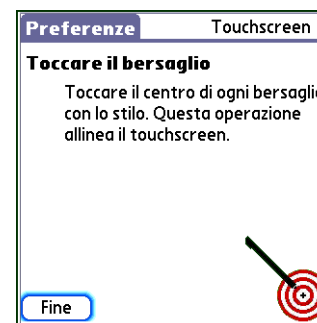 Preferenze Touchscreen
Toccare il bersaglio
Toccare il centro di ogni bersagli
con lo stilo. Questa operazione
allinea il touchscreen.
Fine